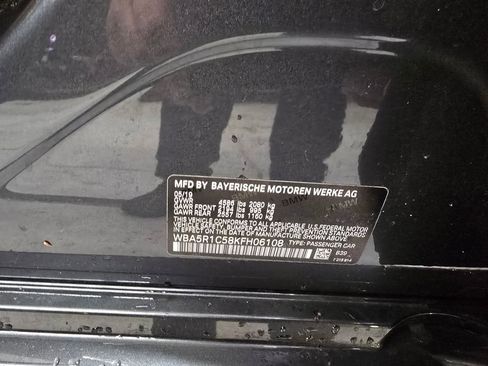 MFD BY BAYERISCHE MOTOREN WERKE AG
05/19
GVWR 4586 lbs 2080 kg
GAWR FRONT 2194 lbs 995 kg
GAWR REAR 2557 lbs 1160 kg
THIS VEHICLE CONFORMS TO ALL APPLICABLE U.S. FEDERAL MOTOR
VEHICLE SAFETY, BUMPER AND THEFT PREVENTION STANDARDS
IN EFFECT ON THE DATE OF MANUFACTURE SHOWN ABOVE.
WBA5R1C58KFH06108 TYPE: PASSENGER CAR
B39